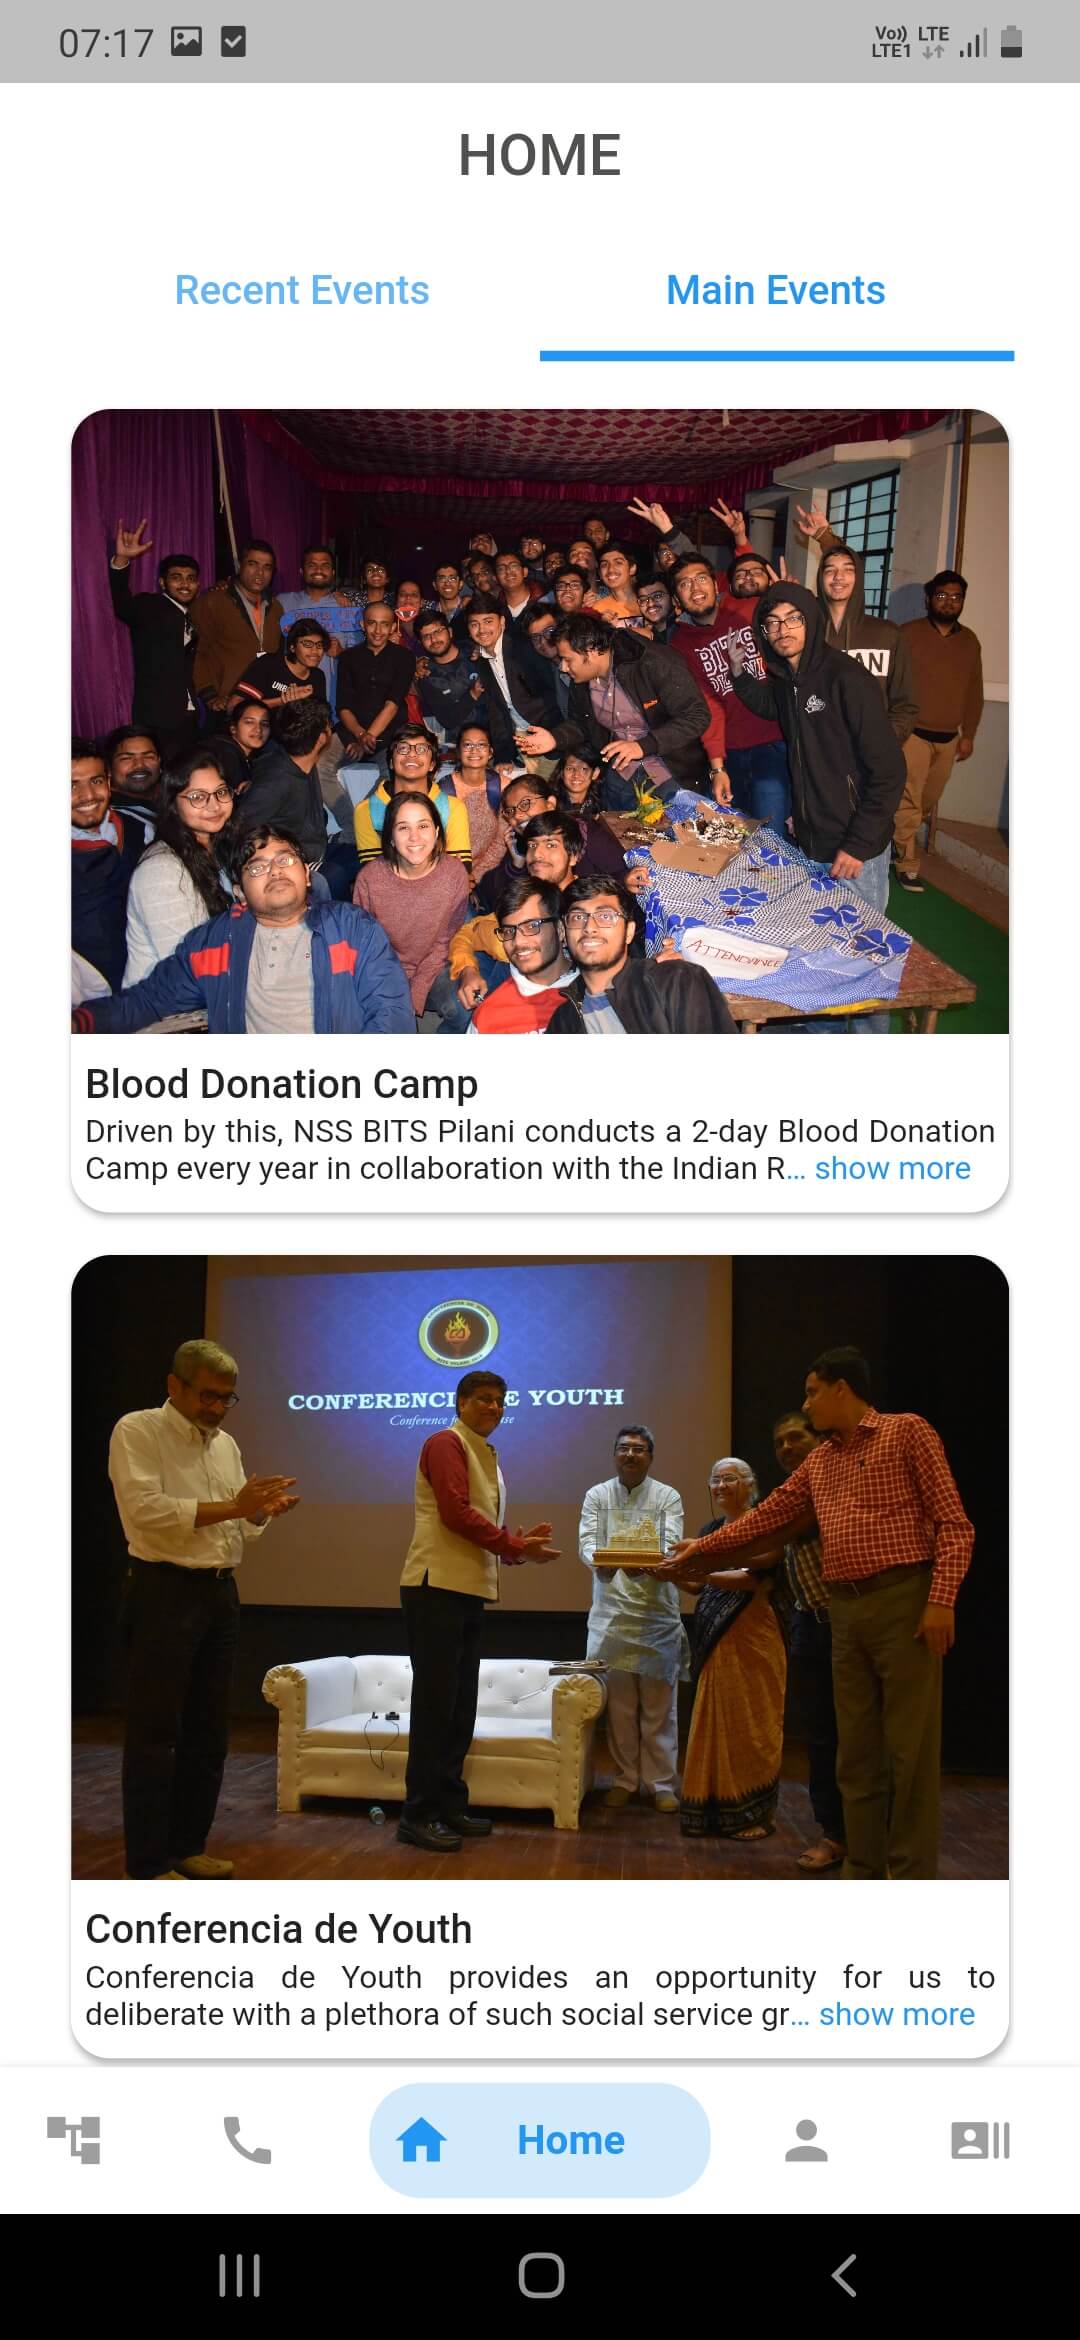 07:17
Vo)) LTE
LTE1
HOME
Recent Events
Main Events
BITS
AN
ATTENDANCE
Blood Donation Camp
Driven by this, NSS BITS Pilani conducts a 2-day Blood Donation
Camp every year in collaboration with the Indian R... show more
CONFERENCI E YOUTH
Conference f
Conferencia de Youth
Conferencia de Youth provides an opportunity for us to
deliberate with a plethora of such social service gr... show more
Home